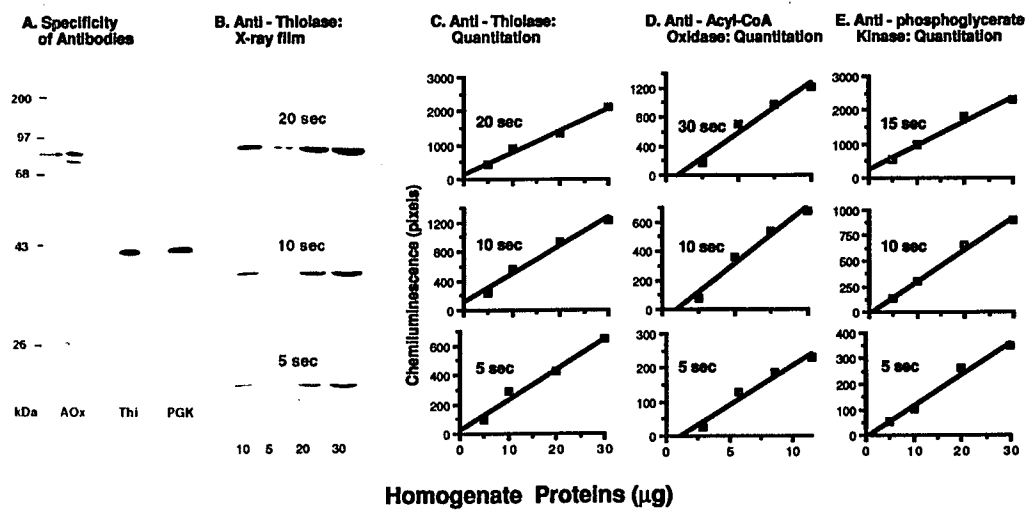 A. Specificity
of Antibodies
B. Anti - Thiolase:
X-ray film
C. Anti - Thiolase:
Quantitation
D. Anti - Acyl-CoA
Oxidase: Quantitation
E. Anti - phosphoglycerate
Kinase: Quantitation
200
97
68
43
26
kDa AOx Thi PGK
20 sec
10 sec
5 sec
10 5 20 30
Chemiluminescence (pixels)
3000
2000
1000
0
20 sec
1200
800
400
0
10 sec
600
400
200
0
5 sec
0 10 20 30
1200
800
400
0
30 sec
600
400
200
0
10 sec
300
200
100
0
5 sec
0 5 10
3000
2000
1000
0
15 sec
1000
750
500
250
0
10 sec
400
300
200
100
0
5 sec
0 10 20 30
Homogenate Proteins (µg)